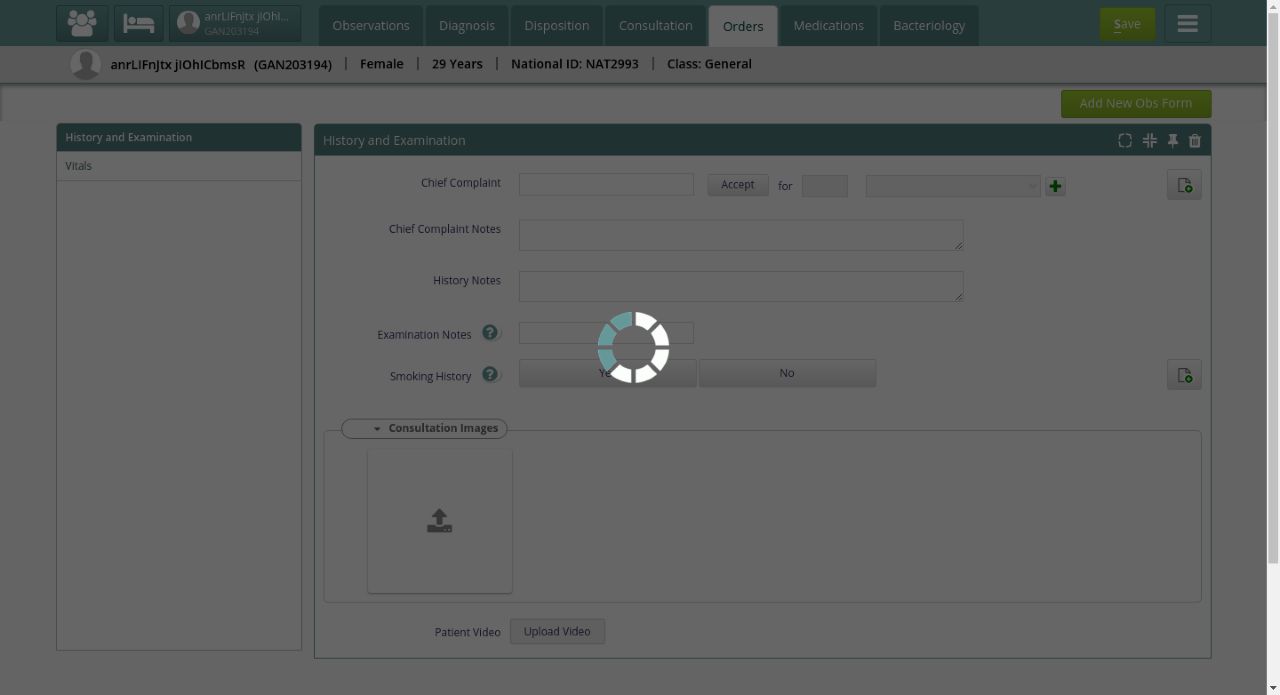 anrLIFnJtx jIOhl...
GAN203194
Observations
Diagnosis
Disposition
Consultation
Orders
Medications
Bacteriology
Save
anrLIFnJtx jIOhICbmsR (GAN203194) | Female | 29 Years | National ID: NAT2993 | Class: General
Add New Obs Form
History and Examination
Vitals
History and Examination
Chief Complaint
Accept
for
Chief Complaint Notes
History Notes
Examination Notes
?
Smoking History
?
Ye
No
Consultation Images
Patient Video
Upload Video